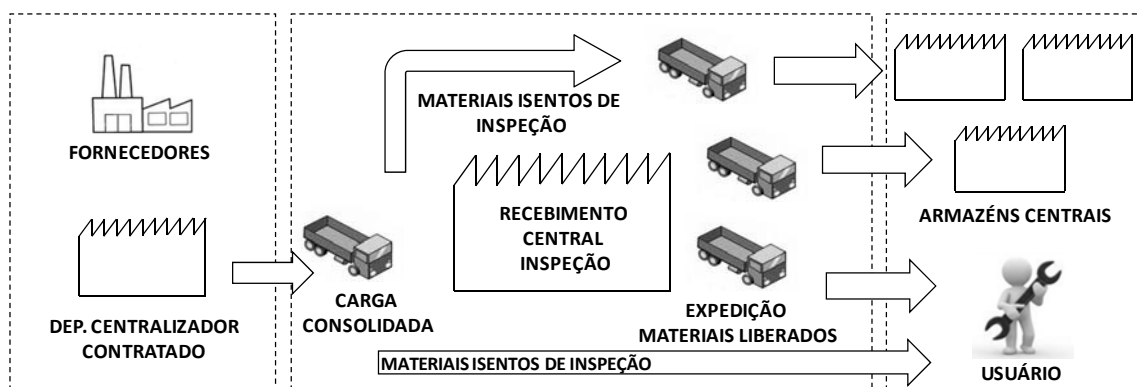 FORNECEDORES
DEP. CENTRALIZADOR
CONTRATADO
CARGA
CONSOLIDADA
MATERIAIS ISENTOS DE
INSPEÇÃO
RECEBIMENTO
CENTRAL
INSPEÇÃO
EXPEDIÇÃO
MATERIAIS LIBERADOS
MATERIAIS ISENTOS DE INSPEÇÃO
ARMAZÉNS CENTRAIS
USUÁRIO